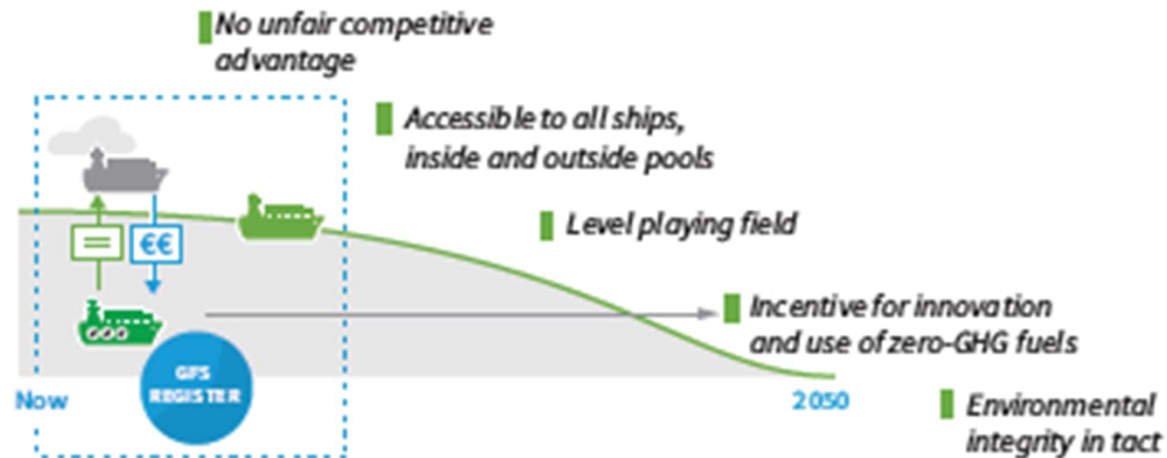 No unfair competitive
advantage
Accessible to all ships,
inside and outside pools
Level playing field
=
€€
Incentive for innovation
and use of zero-GHG fuels
GFS
REGISTER
Now
2050
Environmental
integrity in tact